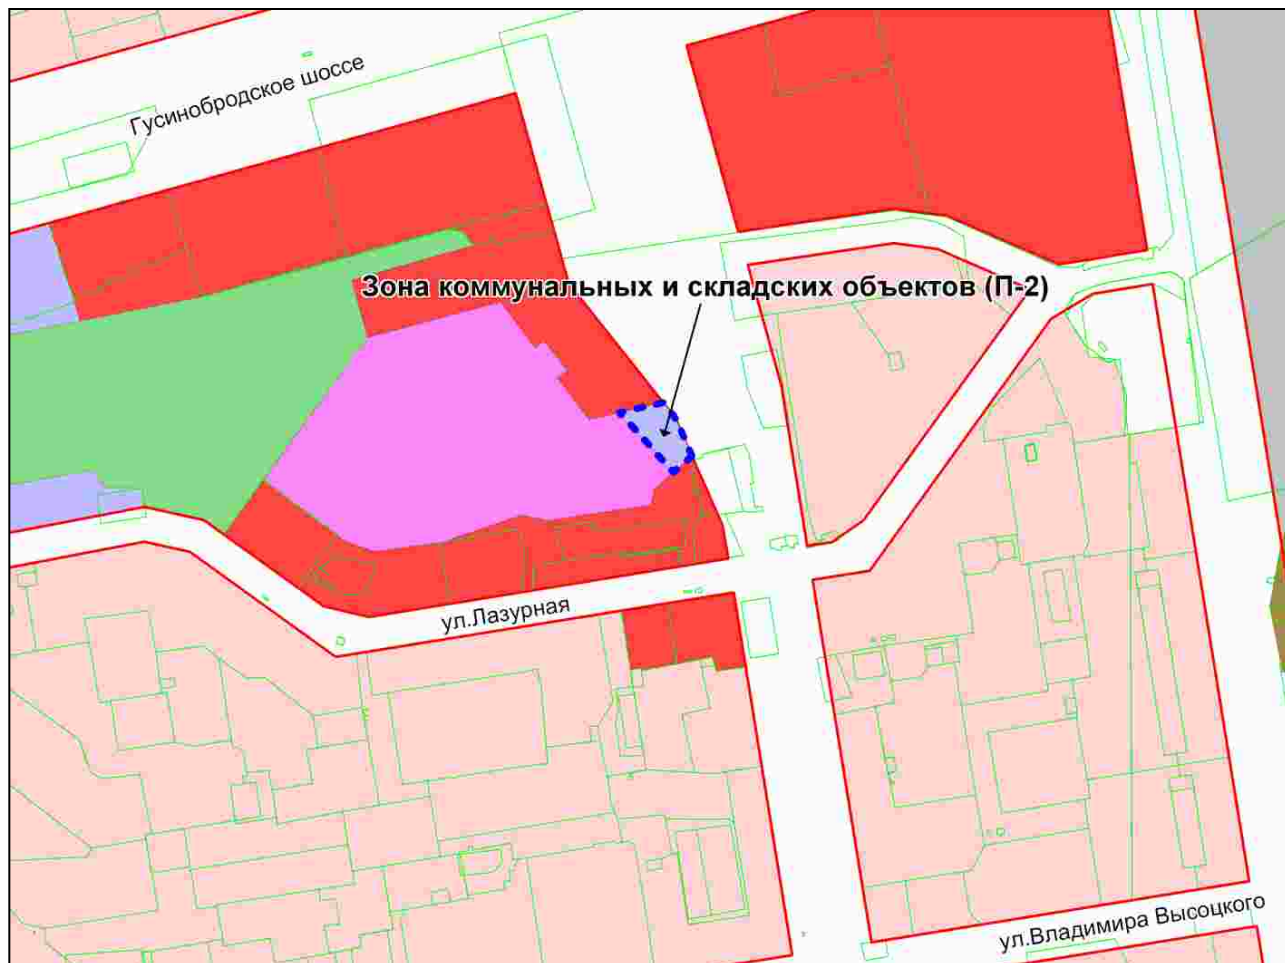 Гусинобродское шоссе
Зона коммунальных и складских объектов (П-2)
ул.Лазурная
ул.Владимира Высоцкого